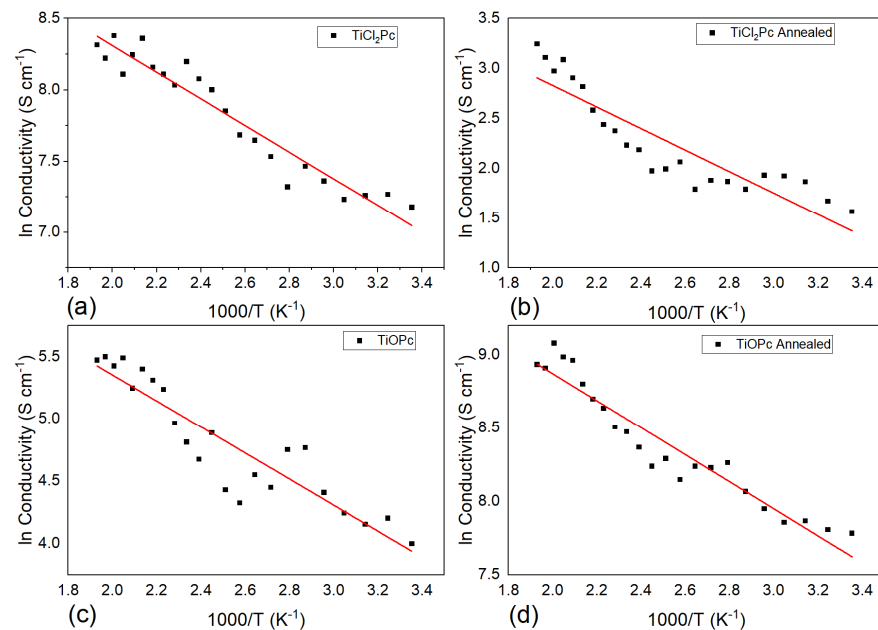 TiCl₂Pc
ln Conductivity (S cm⁻¹)
8.5
8.0
7.5
7.0
1.8 2.0 2.2 2.4 2.6 2.8 3.0 3.2 3.4
(a)
1000/T (K⁻¹)
TiCl₂Pc Annealed
ln Conductivity (S cm⁻¹)
3.5
3.0
2.5
2.0
1.5
1.0
1.8 2.0 2.2 2.4 2.6 2.8 3.0 3.2 3.4
(b)
1000/T (K⁻¹)
TiOPc
ln Conductivity (S cm⁻¹)
5.5
5.0
4.5
4.0
1.8 2.0 2.2 2.4 2.6 2.8 3.0 3.2 3.4
(c)
1000/T (K⁻¹)
TiOPc Annealed
ln Conductivity (S cm⁻¹)
9.0
8.5
8.0
7.5
1.8 2.0 2.2 2.4 2.6 2.8 3.0 3.2 3.4
(d)
1000/T (K⁻¹)